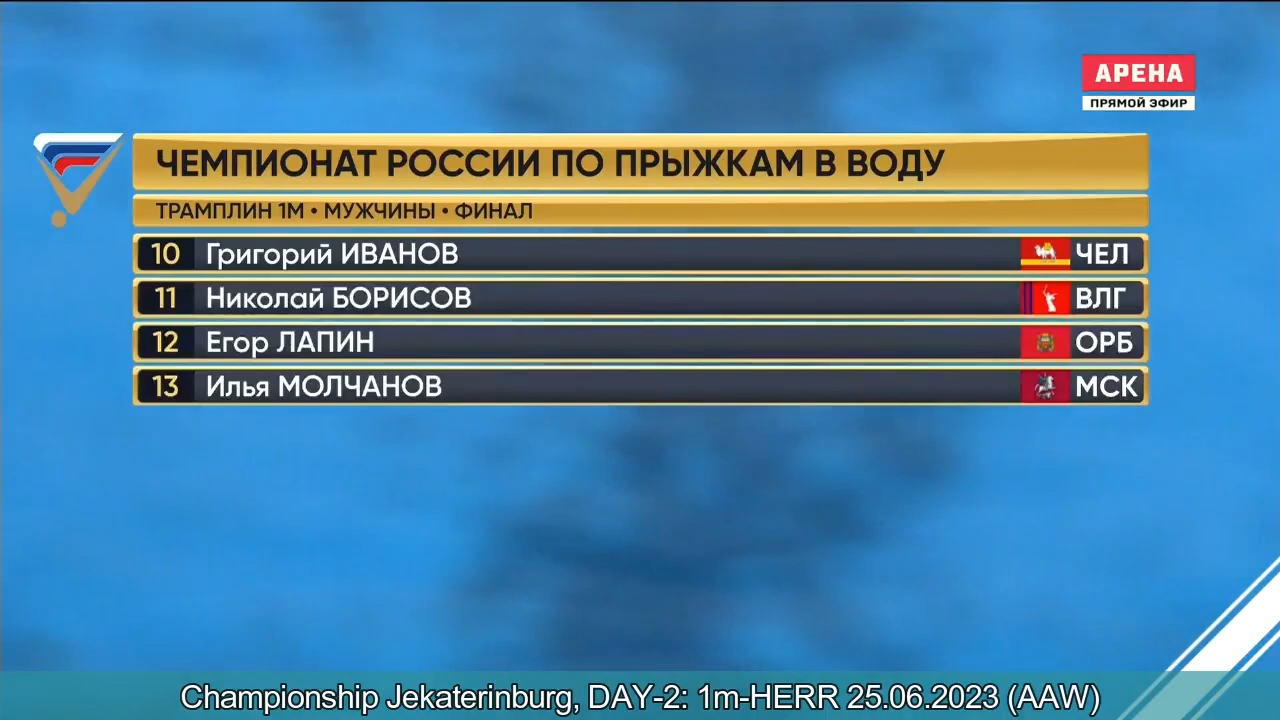 АРЕНА
ПРЯМОЙ ЭФИР
ЧЕМПИОНАТ РОССИИ ПО ПРЫЖКАМ В ВОДУ
ТРАМПЛИН 1М • МУЖЧИНЫ • ФИНАЛ
10 Григорий ИВАНОВ ЧЕЛ
11 Николай БОРИСОВ ВЛГ
12 Егор ЛАПИН ОРБ
13 Илья МОЛЧАНОВ МСК
Championship Jekaterinburg, DAY-2: 1m-HERR 25.06.2023 (AAW)